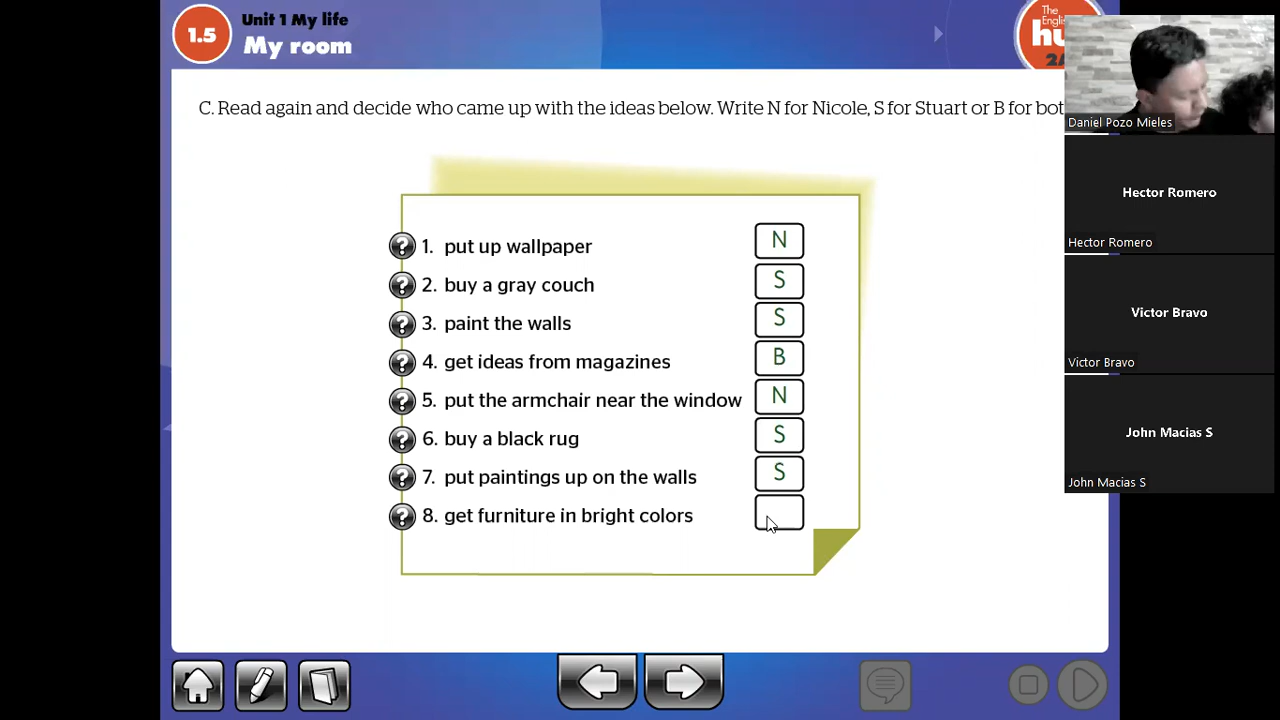 1.5
Unit 1 My life
My room
The
English
hu
2
C. Read again and decide who came up with the ideas below. Write N for Nicole, S for Stuart or B for bot
1. put up wallpaper N
2. buy a gray couch S
3. paint the walls S
4. get ideas from magazines B
5. put the armchair near the window N
6. buy a black rug S
7. put paintings up on the walls S
8. get furniture in bright colors
Daniel Pozo Mieles
Hector Romero
Hector Romero
Victor Bravo
Victor Bravo
John Macias S
John Macias S